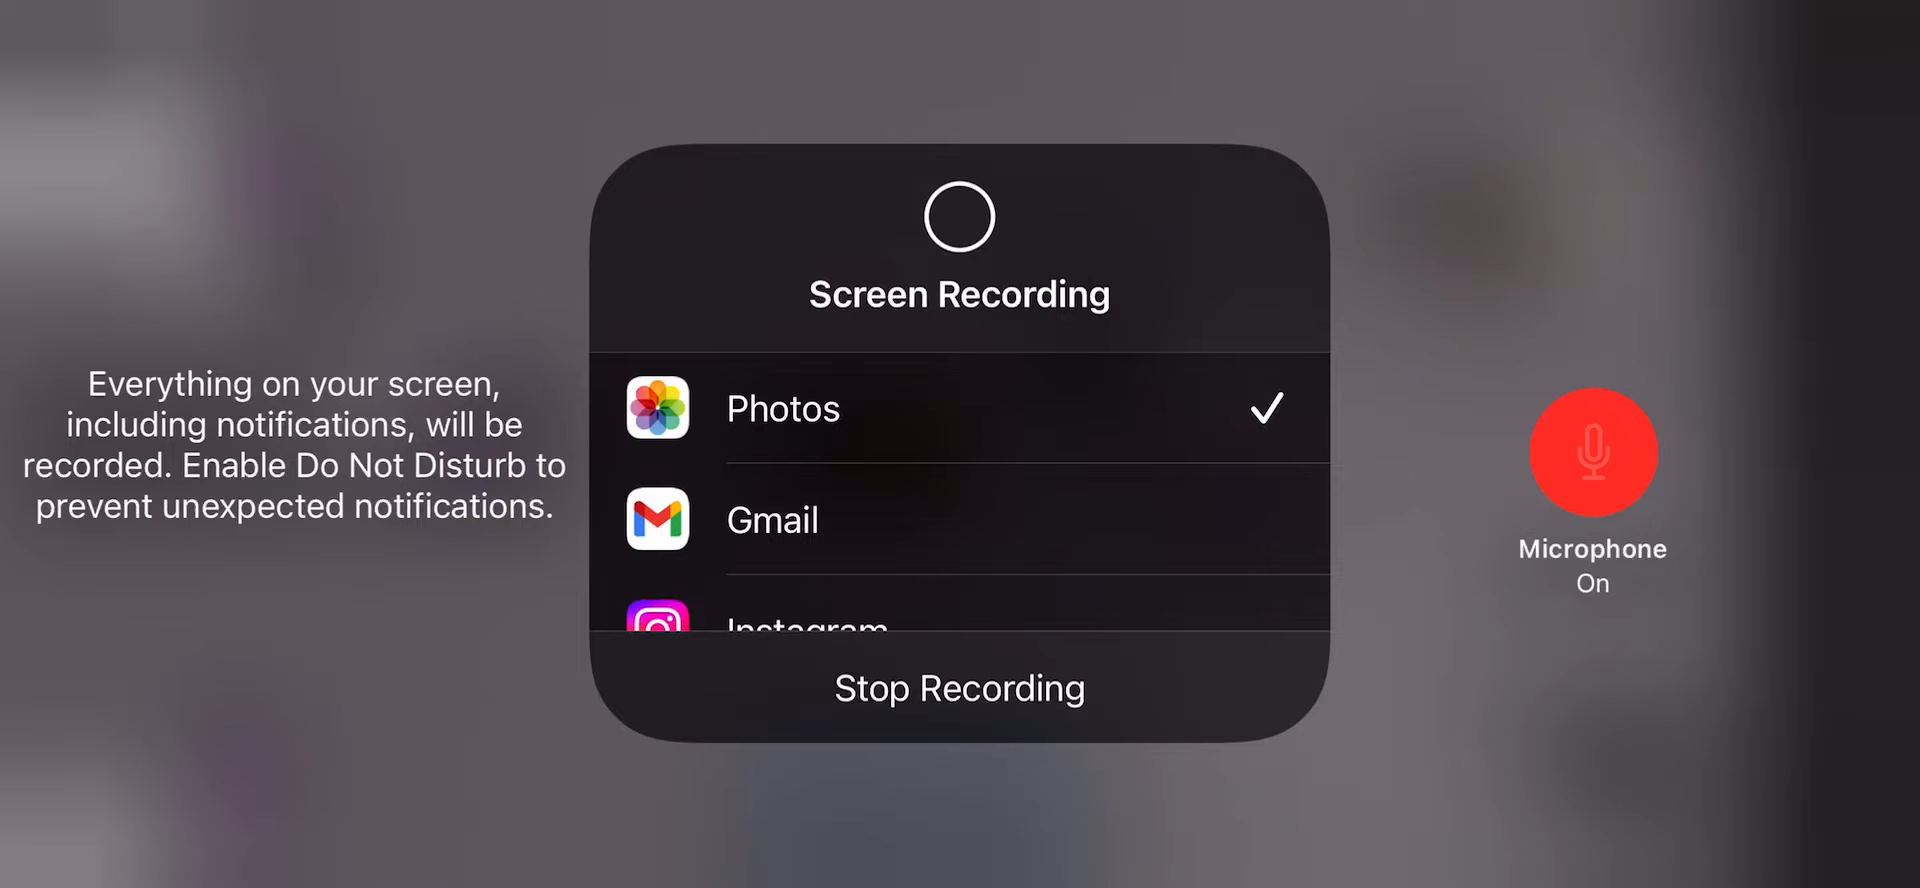 Screen Recording
Everything on your screen,
including notifications, will be
recorded. Enable Do Not Disturb to
prevent unexpected notifications.
Photos
Gmail
Instagram
Stop Recording
Microphone
On